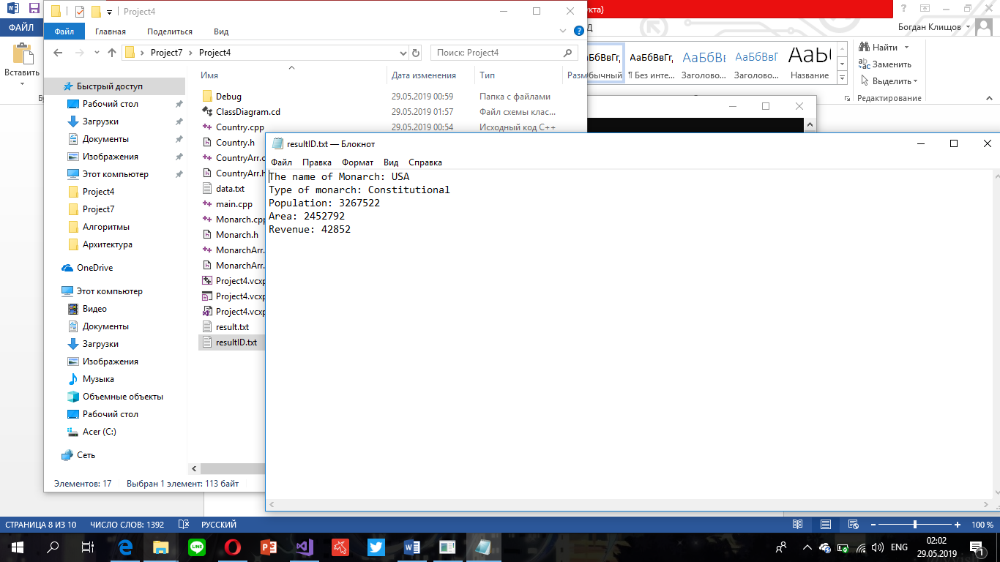 Project4
укта)
ФАЙЛ
Богдан Клищов
Файл
Главная
Поделиться
Вид
Project7
Project4
Поиск: Project4
Вставить
АаБбВвГг,
АаБбВвГг,
АаБбВı
АаБбВвГ
АаЬ
Обычный
¶ Без инте...
Заголово...
Заголово...
Название
Найти
Заменить
Выделить
Редактирование
Имя
Дата изменения
Тип
Разм
Быстрый доступ
Рабочий стол
Загрузки
Документы
Изображения
Этот компьютер
Project4
Project7
Алгоритмы
Архитектура
OneDrive
Этот компьютер
Видео
Документы
Загрузки
Изображения
Музыка
Объемные объекты
Рабочий стол
Acer (C:)
Сеть
Debug 29.05.2019 00:59 Папка с файлами
ClassDiagram.cd 29.05.2019 01:57 Файл схемы клас...
Country.cpp 29.05.2019 00:54 Исходный код C++
Country.h
CountryArr.c
CountryArr.h
data.txt
main.cpp
Monarch.cpp
Monarch.h
MonarchArr.
MonarchArr.
Project4.vcxp
Project4.vcxp
Project4.vcxp
result.txt
resultID.txt
Элементов: 17 Выбран 1 элемент: 113 байт
resultID.txt — Блокнот
Файл Правка Формат Вид Справка
The name of Monarch: USA
Type of monarch: Constitutional
Population: 3267522
Area: 2452792
Revenue: 42852
СТРАНИЦА 8 ИЗ 10 ЧИСЛО СЛОВ: 1392 РУССКИЙ
100 %
LINE
ENG
02:02
29.05.2019
1